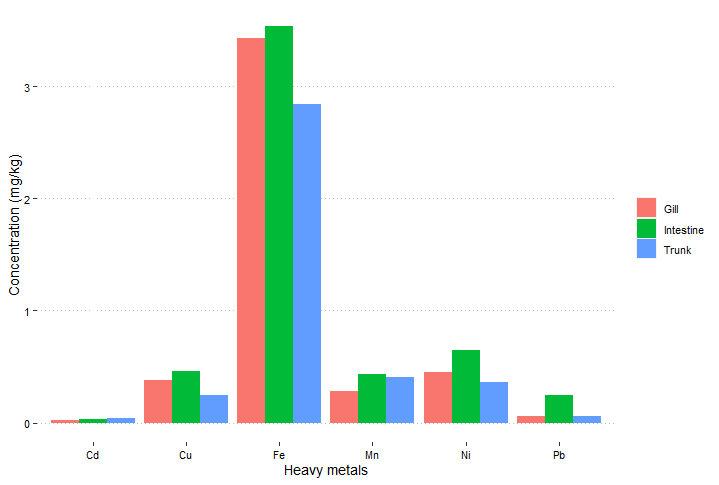 Concentration (mg/kg)
3
2
1
0
Cd Cu Fe Mn Ni Pb
Heavy metals
Gill
Intestine
Trunk